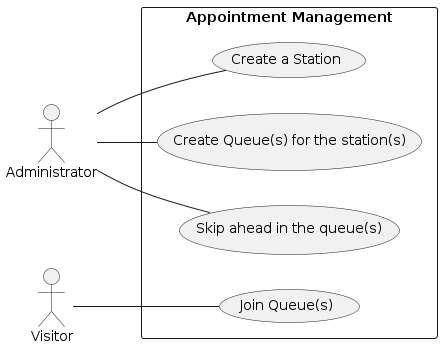 Appointment Management
Create a Station
Create Queue(s) for the station(s)
Administrator
Skip ahead in the queue(s)
Join Queue(s)
Visitor